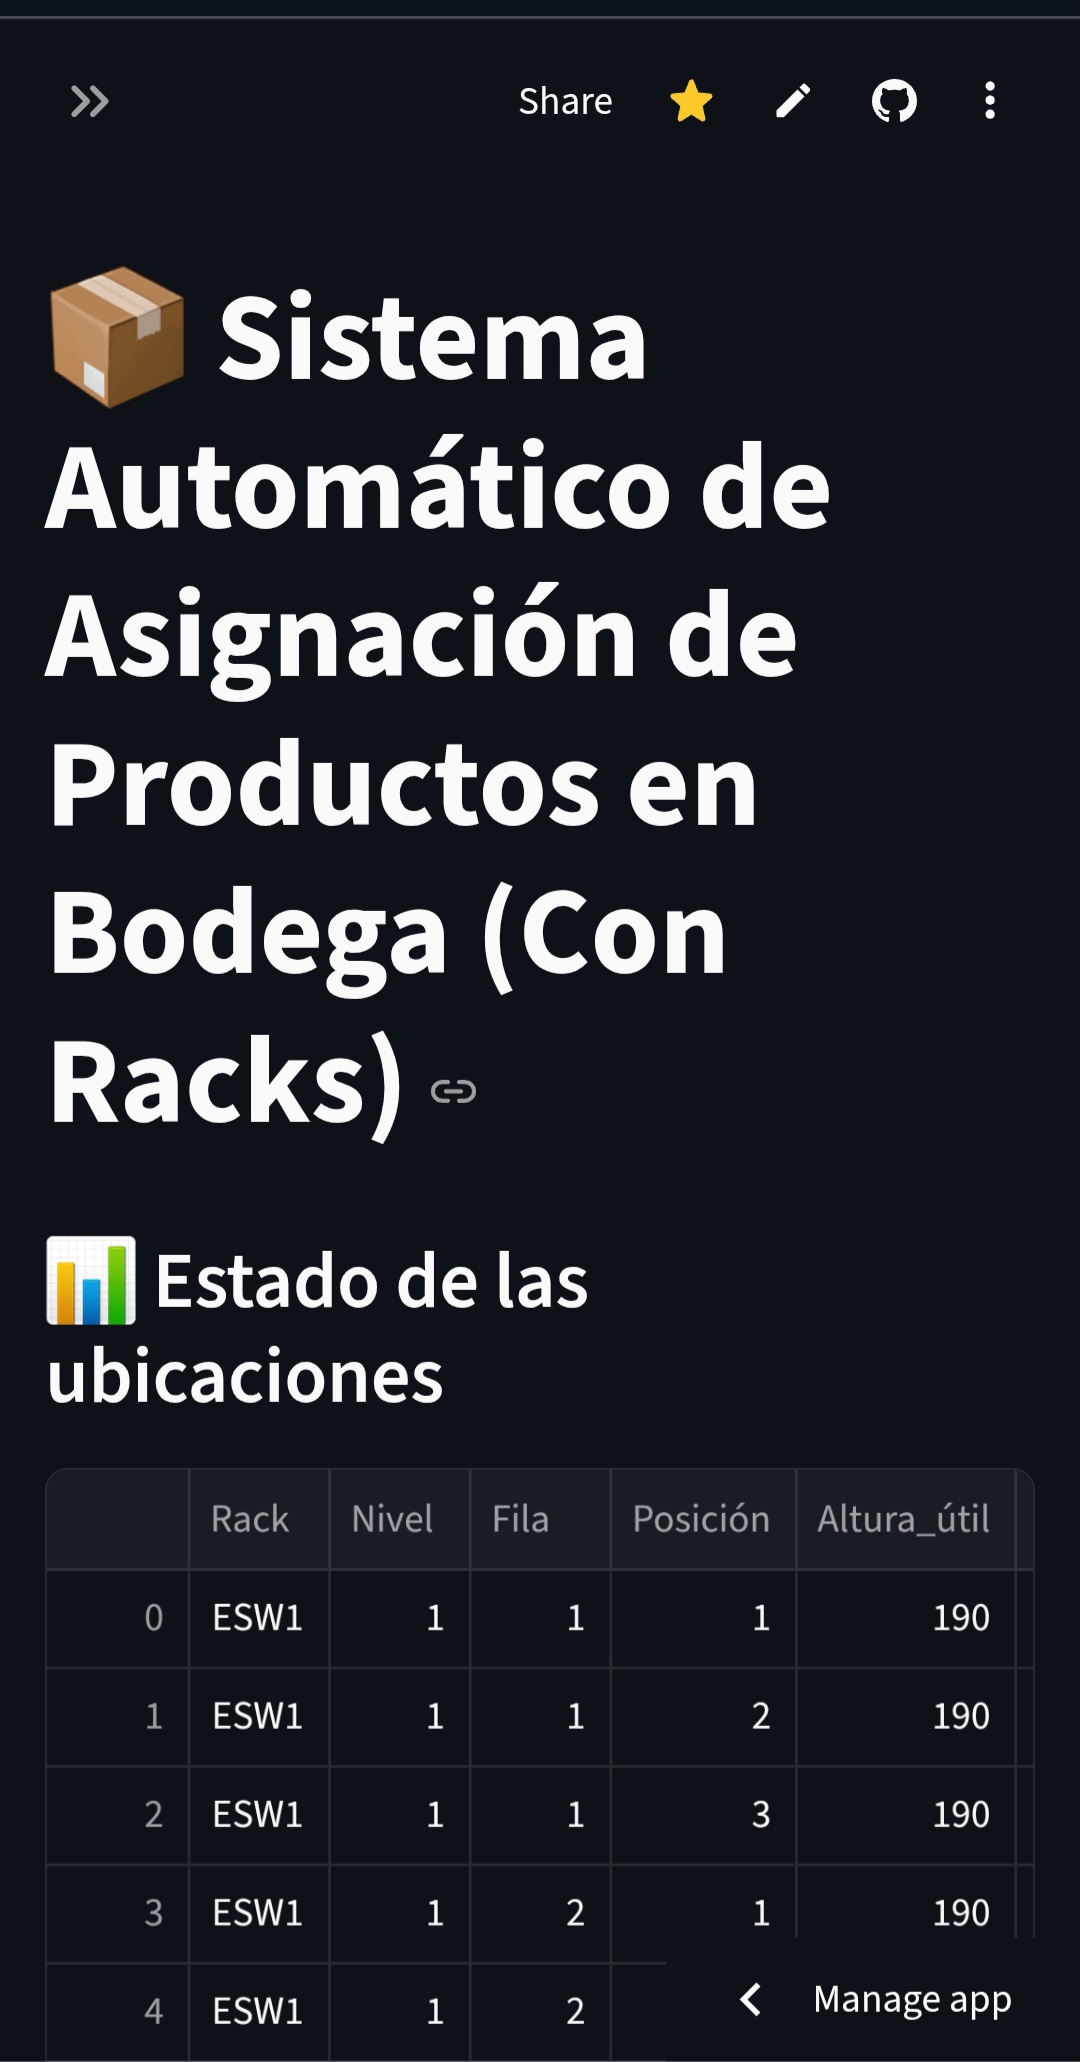 Share
Sistema
Automático de
Asignación de
Productos en
Bodega (Con
Racks)
Estado de las
ubicaciones
Rack Nivel Fila Posición Altura_útil
0 ESW1 1 1 1 190
1 ESW1 1 1 2 190
2 ESW1 1 1 3 190
3 ESW1 1 2 1 190
4 ESW1 1 2
Manage app